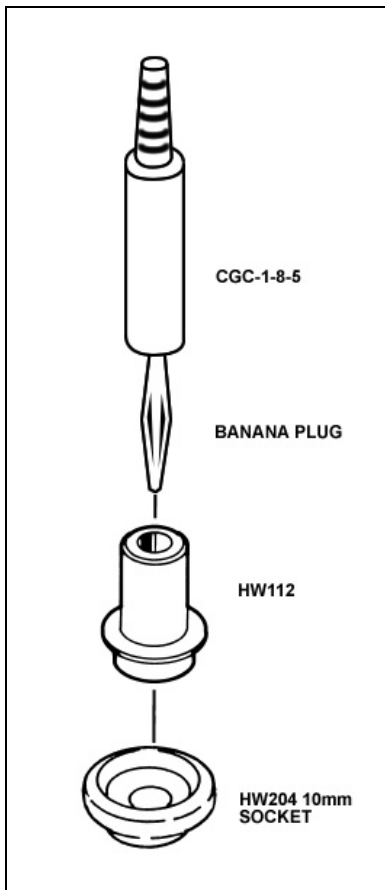 CGC-1-8-5
BANANA PLUG
HW112
HW204 10mm
SOCKET